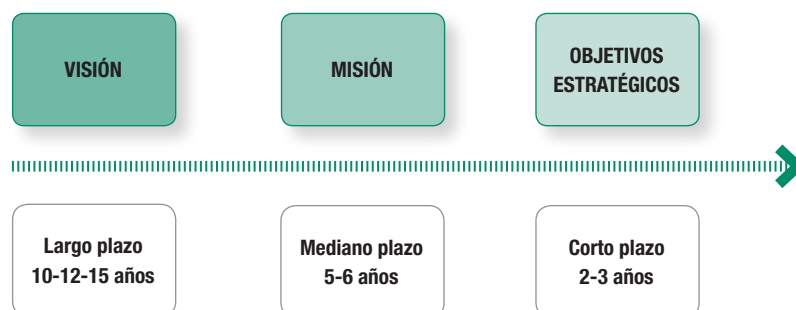 VISIÓN
MISIÓN
OBJETIVOS
ESTRATÉGICOS
Largo plazo
10-12-15 años
Mediano plazo
5-6 años
Corto plazo
2-3 años